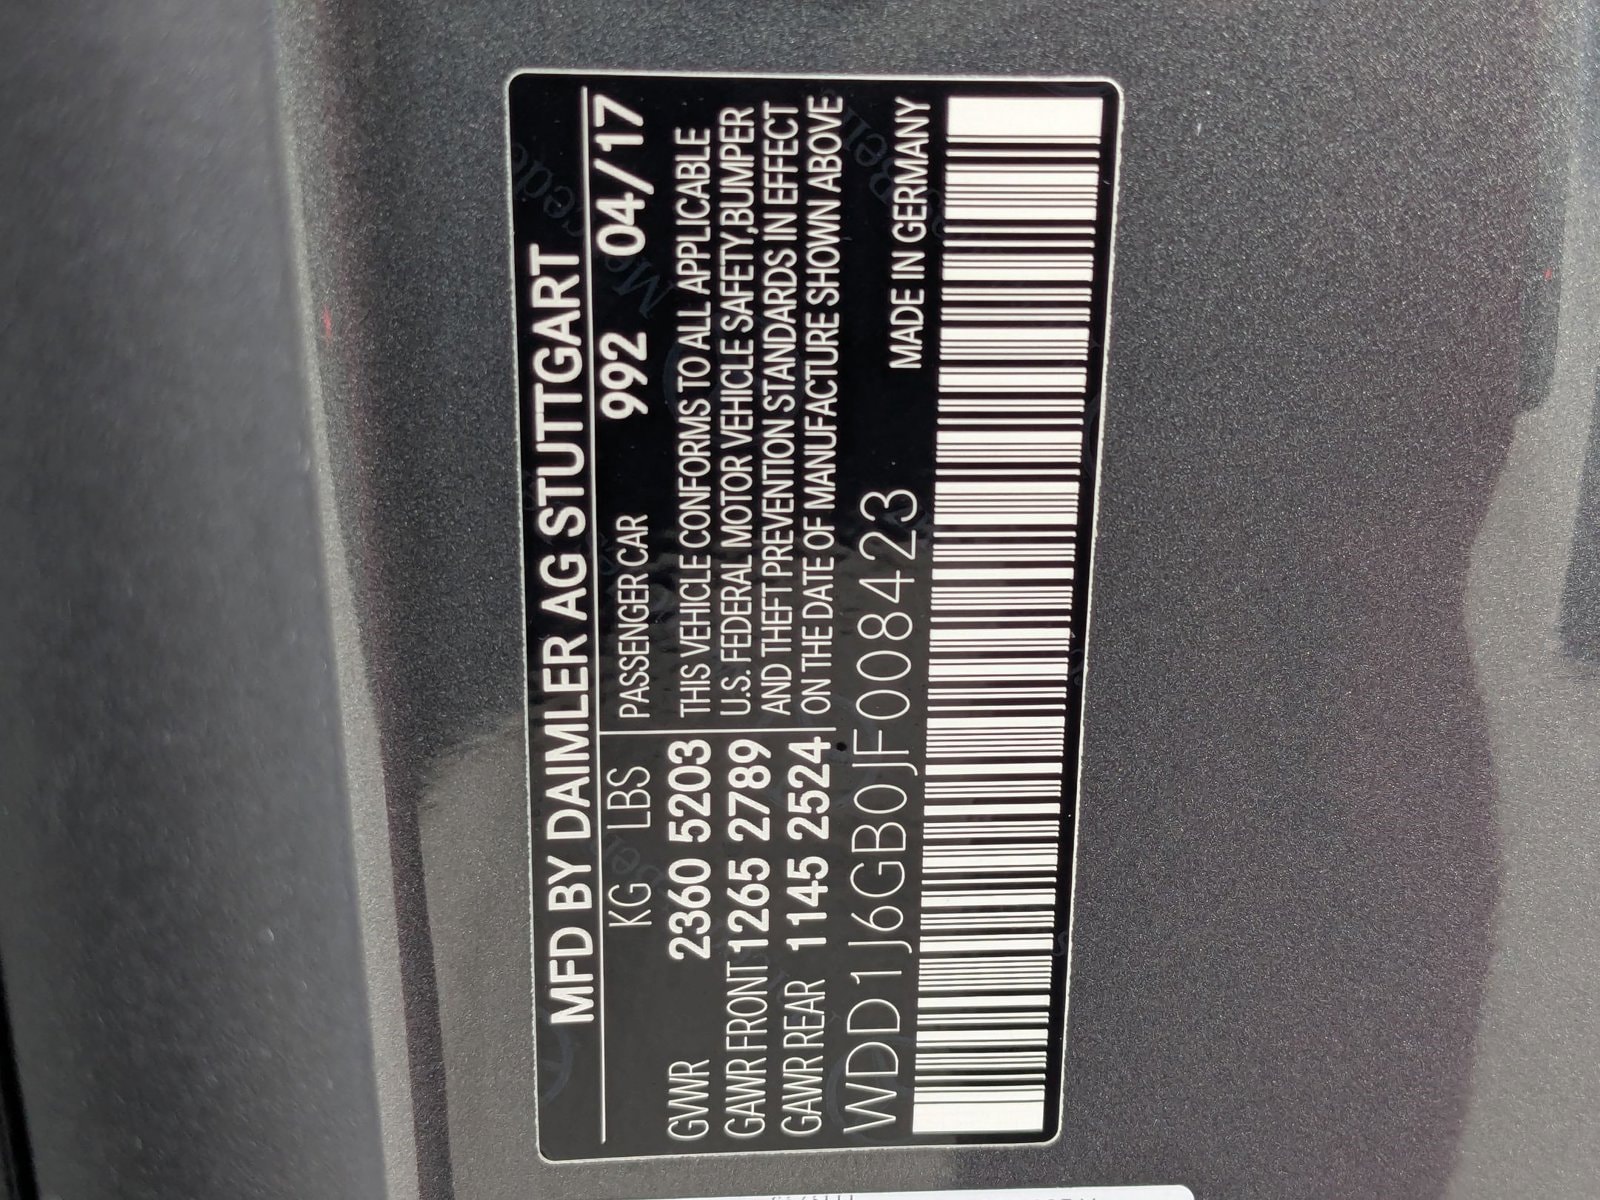 MFD BY DAIMLER AG STUTTGART
KG LBS PASSENGER CAR 992 04/17
GVWR 2360 5203
GAWR FRONT 1265 2789
GAWR REAR 1145 2524
THIS VEHICLE CONFORMS TO ALL APPLICABLE
U.S. FEDERAL MOTOR VEHICLE SAFETY,BUMPER
AND THEFT PREVENTION STANDARDS IN EFFECT
ON THE DATE OF MANUFACTURE SHOWN ABOVE
MADE IN GERMANY
WDD1J6GB0JF008423